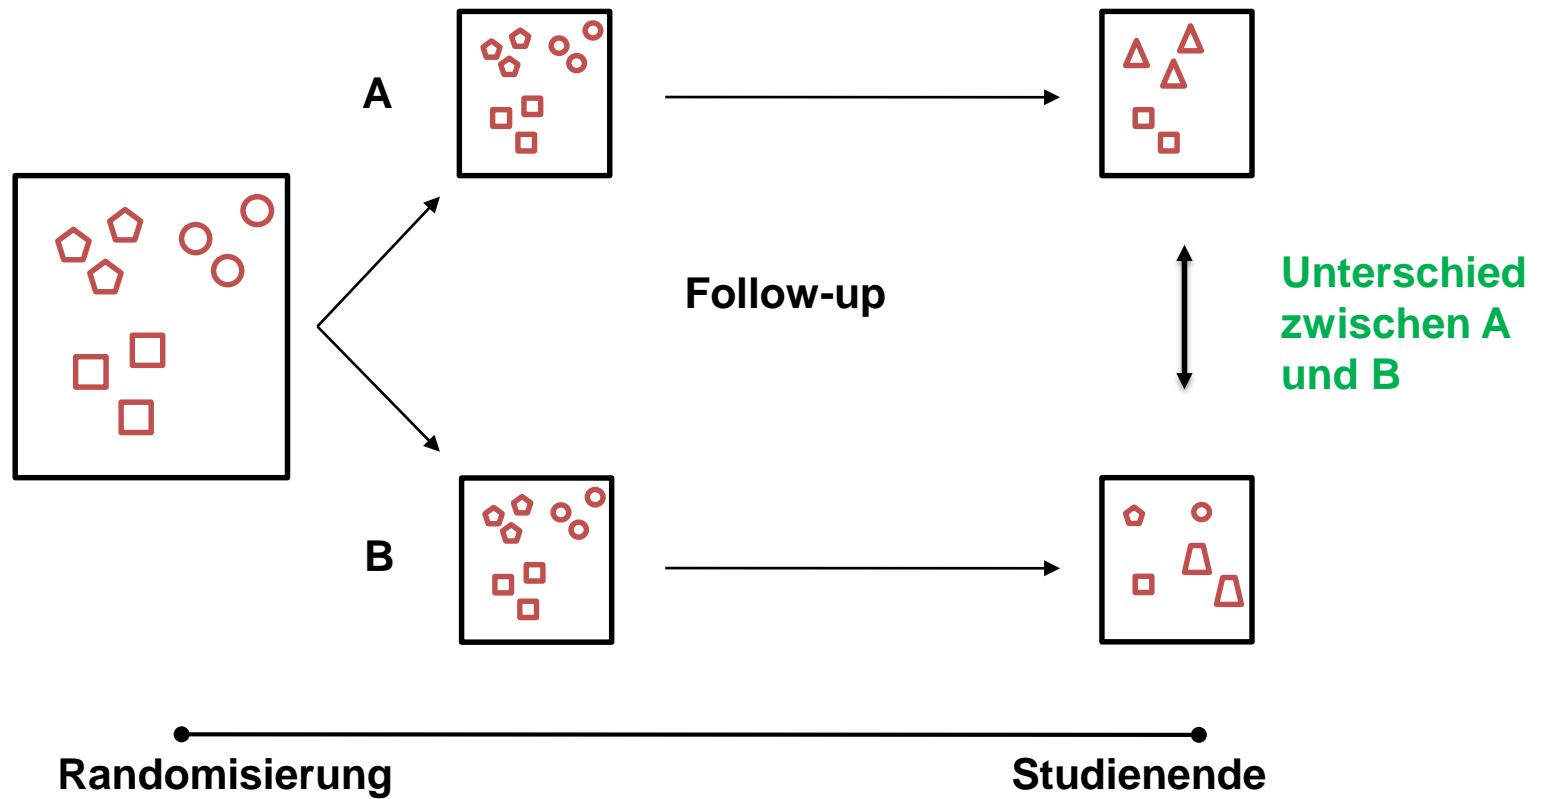 A
Follow-up
Unterschied
zwischen A
und B
B
Randomisierung
Studienende